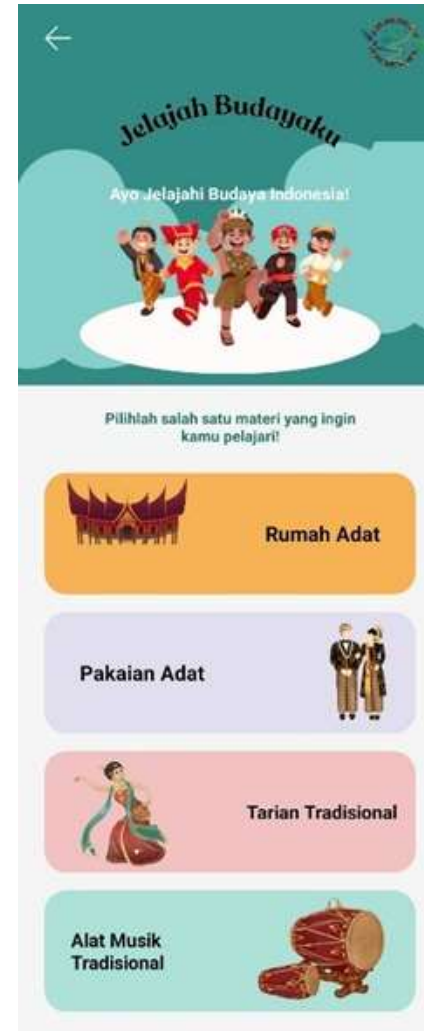 Jelajah Budayaku
Ayo Jelajahi Budaya Indonesia!
Pilihlah salah satu materi yang ingin
kamu pelajari!
Rumah Adat
Pakaian Adat
Tarian Tradisional
Alat Musik
Tradisional